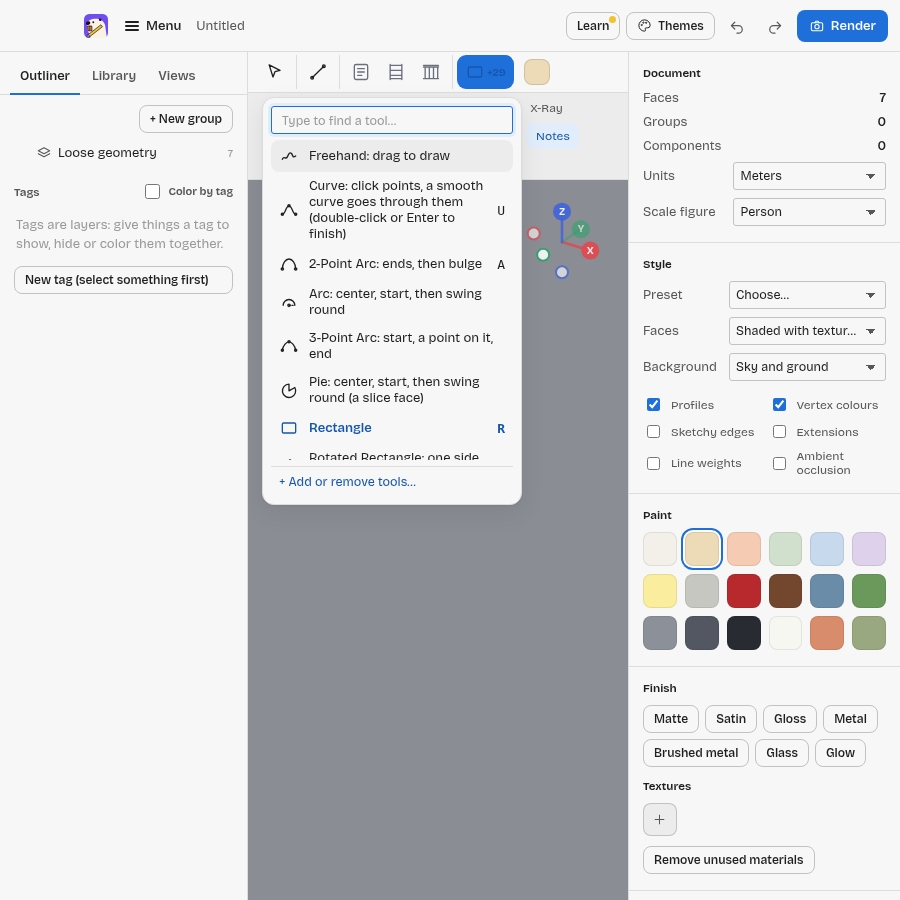 Menu
Untitled
Learn
Themes
Render
Outliner
Library
Views
+29
+ New group
Loose geometry
7
Tags
Color by tag
Tags are layers: give things a tag to
show, hide or color them together.
New tag (select something first)
Type to find a tool...
Freehand: drag to draw
Curve: click points, a smooth
curve goes through them
(double-click or Enter to
finish)
U
2-Point Arc: ends, then bulge
A
Arc: center, start, then swing
round
3-Point Arc: start, a point on it,
end
Pie: center, start, then swing
round (a slice face)
Rectangle
R
Rotated Rectangle: one side
+ Add or remove tools...
X-Ray
Notes
Z
Y
X
Document
Faces
7
Groups
0
Components
0
Units
Meters
Scale figure
Person
Style
Preset
Choose...
Faces
Shaded with textur...
Background
Sky and ground
Profiles
Vertex colours
Sketchy edges
Extensions
Line weights
Ambient
occlusion
Paint
Finish
Matte
Satin
Gloss
Metal
Brushed metal
Glass
Glow
Textures
+
Remove unused materials